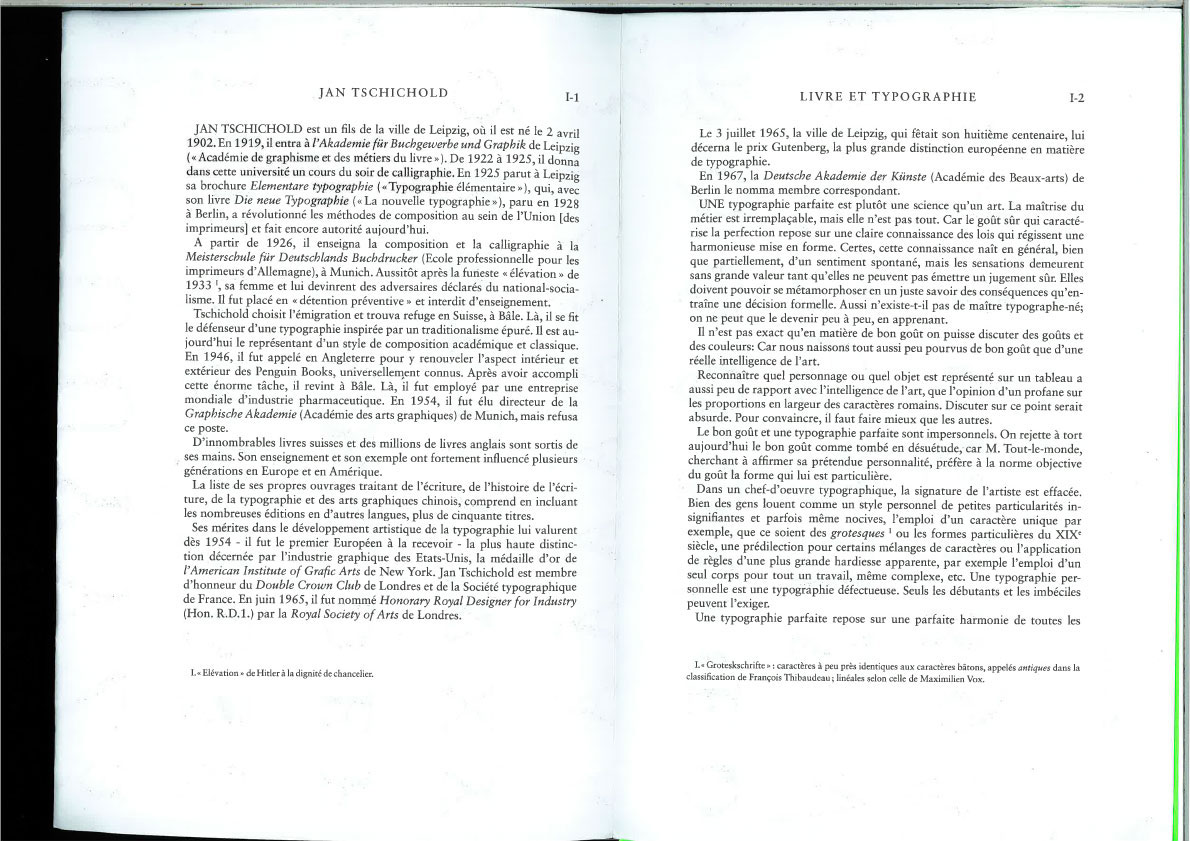 JAN TSCHICHOLD
I-1
JAN TSCHICHOLD est un fils de la ville de Leipzig, où il est né le 2 avril
1902. En 1919, il entra à l'Akademie für Buchgewerbe und Graphik de Leipzig
(« Académie de graphisme et des métiers du livre »). De 1922 à 1925, il donna
dans cette université un cours du soir de calligraphie. En 1925 parut à Leipzig
sa brochure Elementare typographie (« Typographie élémentaire »), qui, avec
son livre Die neue Typographie (« La nouvelle typographie »), paru en 1928
à Berlin, a révolutionné les méthodes de composition au sein de l'Union [des
imprimeurs] et fait encore autorité aujourd'hui.
A partir de 1926, il enseigna la composition et la calligraphie à la
Meisterschule für Deutschlands Buchdrucker (Ecole professionnelle pour les
imprimeurs d'Allemagne), à Munich. Aussitôt après la funeste « élévation » de
1933 1, sa femme et lui devinrent des adversaires déclarés du national-socia-
lisme. Il fut placé en « détention préventive » et interdit d'enseignement.
Tschichold choisit l'émigration et trouva refuge en Suisse, à Bâle. Là, il se fit
le défenseur d'une typographie inspirée par un traditionalisme épuré. Il est au-
jourd'hui le représentant d'un style de composition académique et classique.
En 1946, il fut appelé en Angleterre pour y renouveler l'aspect intérieur et
extérieur des Penguin Books, universellement connus. Après avoir accompli
cette énorme tâche, il revint à Bâle. Là, il fut employé par une entreprise
mondiale d'industrie pharmaceutique. En 1954, il fut élu directeur de la
Graphische Akademie (Académie des arts graphiques) de Munich, mais refusa
ce poste.
D'innombrables livres suisses et des millions de livres anglais sont sortis de
ses mains. Son enseignement et son exemple ont fortement influencé plusieurs
générations en Europe et en Amérique.
La liste de ses propres ouvrages traitant de l'écriture, de l'histoire de l'écri-
ture, de la typographie et des arts graphiques chinois, comprend en incluant
les nombreuses éditions en d'autres langues, plus de cinquante titres.
Ses mérites dans le développement artistique de la typographie lui valurent
dès 1954 - il fut le premier Européen à la recevoir - la plus haute distinc-
tion décernée par l'industrie graphique des Etats-Unis, la médaille d'or de
l'American Institute of Grafic Arts de New York. Jan Tschichold est membre
d'honneur du Double Crown Club de Londres et de la Société typographique
de France. En juin 1965, il fut nommé Honorary Royal Designer for Industry
(Hon. R.D.1.) par la Royal Society of Arts de Londres.
I. « Elévation » de Hitler à la dignité de chancelier.
LIVRE ET TYPOGRAPHIE
I-2
Le 3 juillet 1965, la ville de Leipzig, qui fêtait son huitième centenaire, lui
décerna le prix Gutenberg, la plus grande distinction européenne en matière
de typographie.
En 1967, la Deutsche Akademie der Künste (Académie des Beaux-arts) de
Berlin le nomma membre correspondant.
UNE typographie parfaite est plutôt une science qu'un art. La maîtrise du
métier est irremplaçable, mais elle n'est pas tout. Car le goût sûr qui caracté-
rise la perfection repose sur une claire connaissance des lois qui régissent une
harmonieuse mise en forme. Certes, cette connaissance naît en général, bien
que partiellement, d'un sentiment spontané, mais les sensations demeurent
sans grande valeur tant qu'elles ne peuvent pas émettre un jugement sûr. Elles
doivent pouvoir se métamorphoser en un juste savoir des conséquences qu'en-
traîne une décision formelle. Aussi n'existe-t-il pas de maître typographe-né;
on ne peut que le devenir peu à peu, en apprenant.
Il n'est pas exact qu'en matière de bon goût on puisse discuter des goûts et
des couleurs: Car nous naissons tout aussi peu pourvus de bon goût que d'une
réelle intelligence de l'art.
Reconnaître quel personnage ou quel objet est représenté sur un tableau a
aussi peu de rapport avec l'intelligence de l'art, que l'opinion d'un profane sur
les proportions en largeur des caractères romains. Discuter sur ce point serait
absurde. Pour convaincre, il faut faire mieux que les autres.
Le bon goût et une typographie parfaite sont impersonnels. On rejette à tort
aujourd'hui le bon goût comme tombé en désuétude, car M. Tout-le-monde,
cherchant à affirmer sa prétendue personnalité, préfère à la norme objective
du goût la forme qui lui est particulière.
Dans un chef-d'oeuvre typographique, la signature de l'artiste est effacée.
Bien des gens louent comme un style personnel de petites particularités in-
signifiantes et parfois même nocives, l'emploi d'un caractère unique par
exemple, que ce soient des grotesques 1 ou les formes particulières du XIXe
siècle, une prédilection pour certains mélanges de caractères ou l'application
de règles d'une plus grande hardiesse apparente, par exemple l'emploi d'un
seul corps pour tout un travail, même complexe, etc. Une typographie per-
sonnelle est une typographie défectueuse. Seuls les débutants et les imbéciles
peuvent l'exiger.
Une typographie parfaite repose sur une parfaite harmonie de toutes les
I. « Groteskschrifte » : caractères à peu près identiques aux caractères bâtons, appelés antiques dans la
classification de François Thibaudeau ; linéales selon celle de Maximilien Vox.